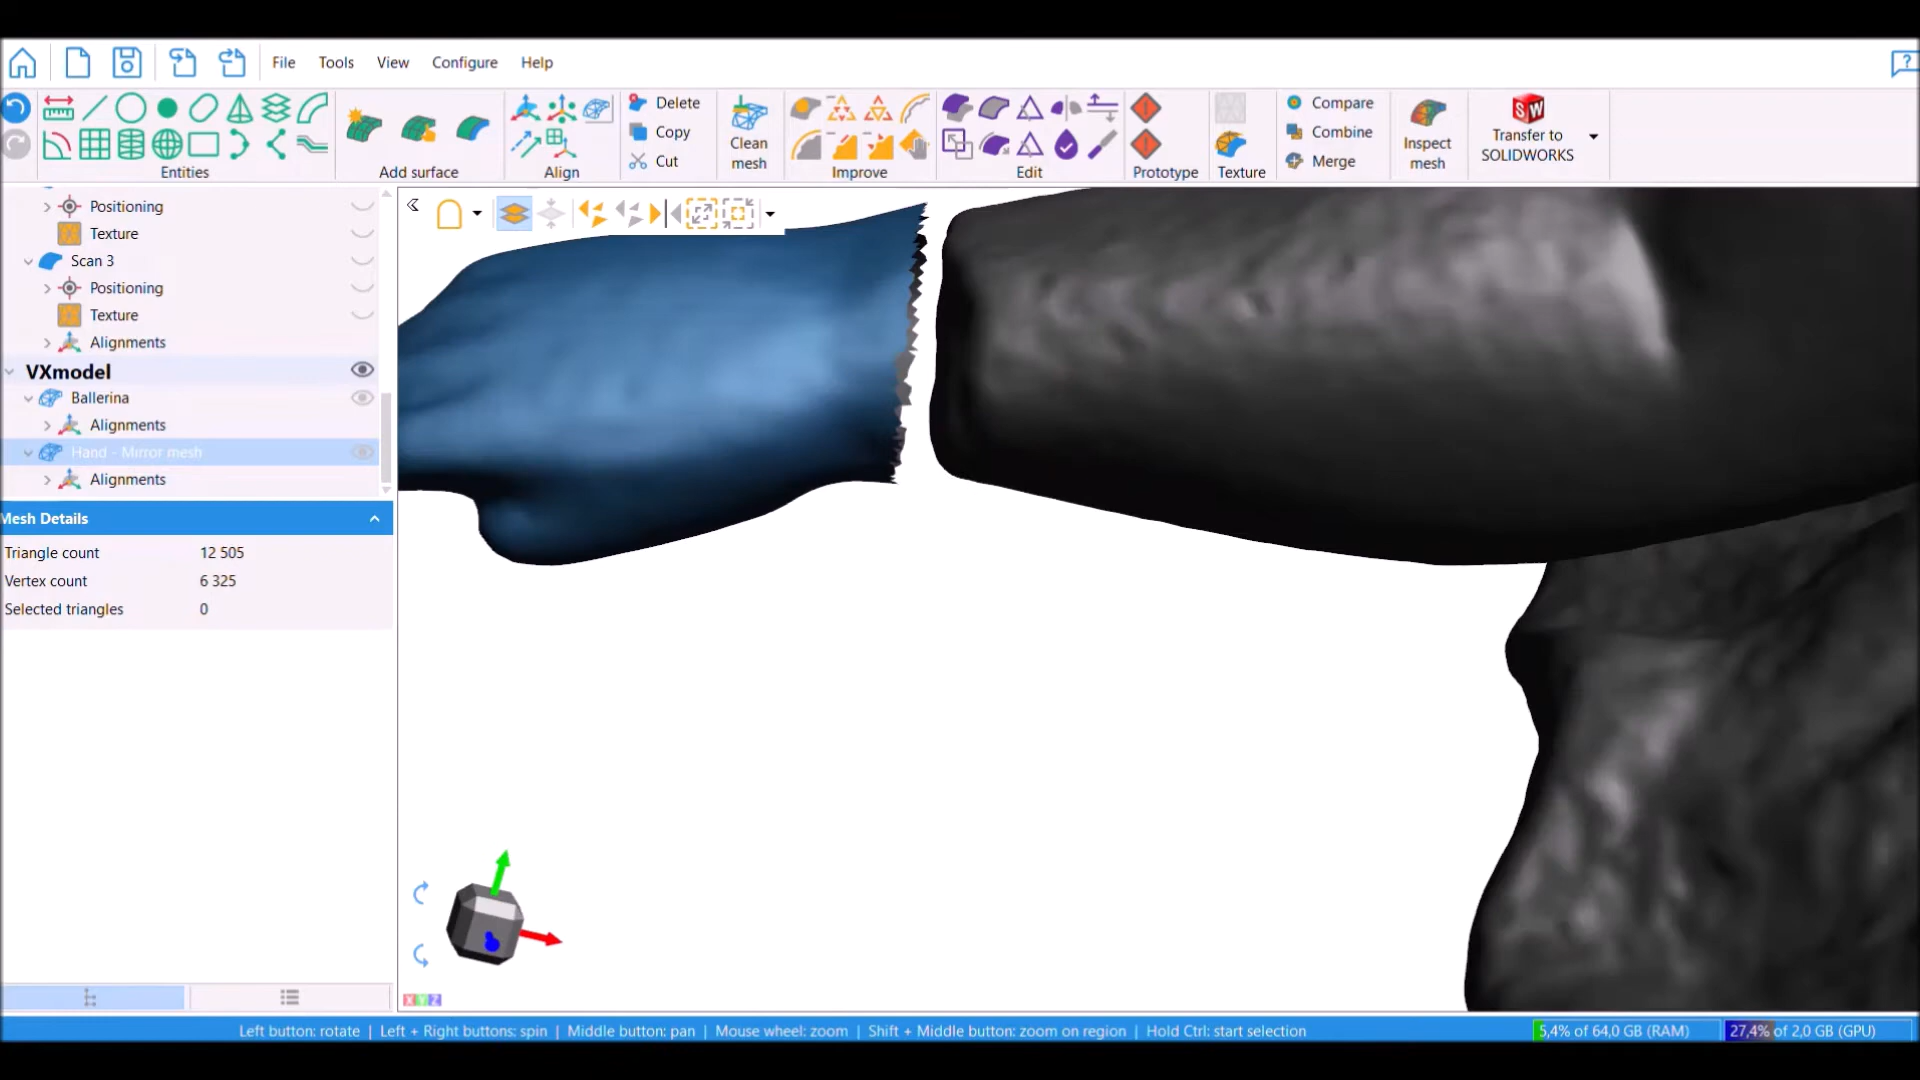 File Tools View Configure Help
?
Delete
Copy
Cut
Clean mesh
Compare
Combine
Merge
Inspect mesh
SW
Transfer to SOLIDWORKS
Entities Add surface Align Improve Edit Prototype Texture
Positioning
Texture
Scan 3
Positioning
Texture
Alignments
VXmodel
Ballerina
Alignments
Hand - Mirror mesh
Alignments
Mesh Details
Triangle count 12 505
Vertex count 6 325
Selected triangles 0
X Y Z
Left button: rotate | Left + Right buttons: spin | Middle button: pan | Mouse wheel: zoom | Shift + Middle button: zoom on region | Hold Ctrl: start selection
5,4% of 64,0 GB (RAM) 27,4% of 2,0 GB (GPU)